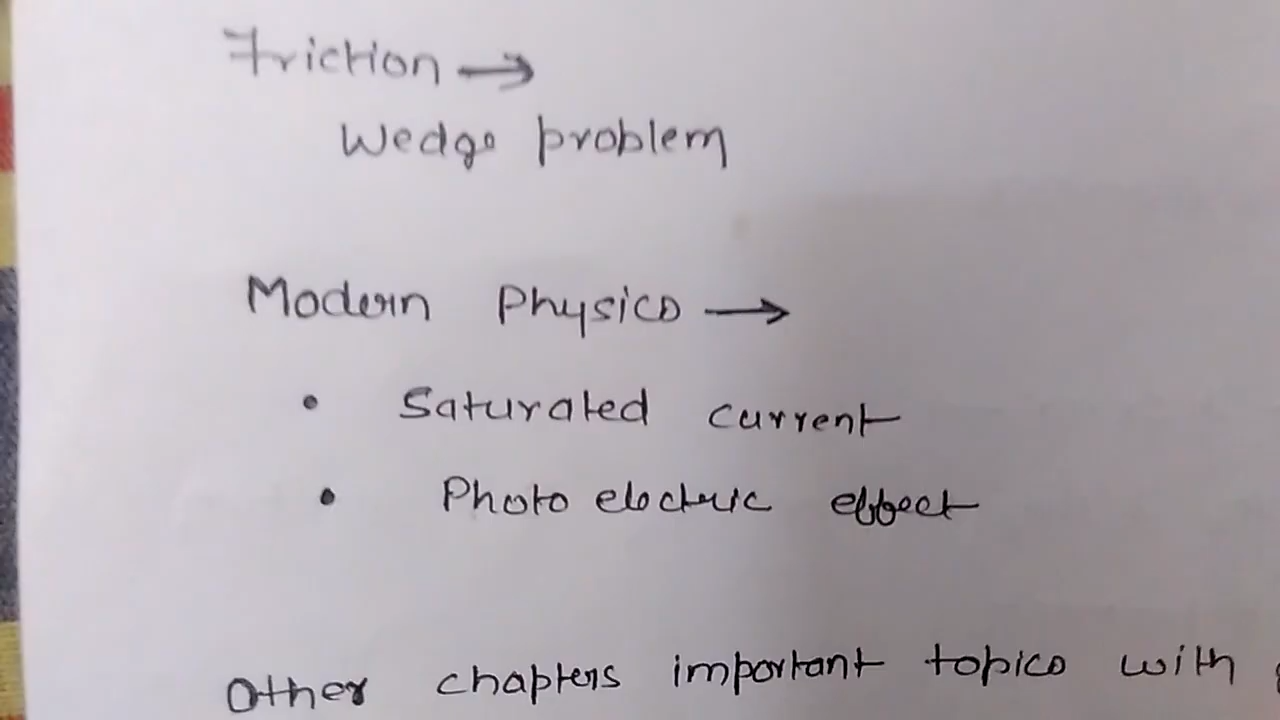 Friction →
Wedge problem
Modern Physics →
• Saturated current
• Photo electric effect
Other chapters important topics with